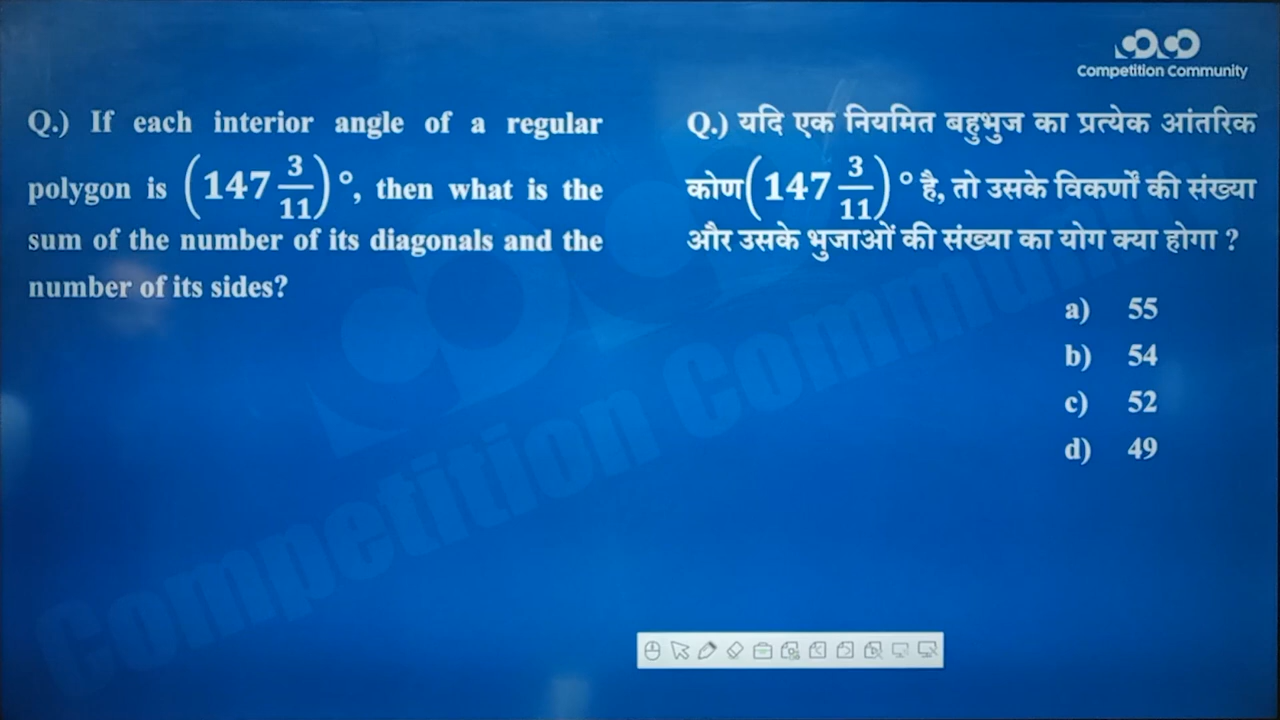 Competition Community
Q.) If each interior angle of a regular
polygon is (147 3/11)°, then what is the
sum of the number of its diagonals and the
number of its sides?
Q.) यदि एक नियमित बहुभुज का प्रत्येक आंतरिक
कोण(147 3/11)° है, तो उसके विकर्णों की संख्या
और उसके भुजाओं की संख्या का योग क्या होगा ?
a) 55
b) 54
c) 52
d) 49
Competition Community